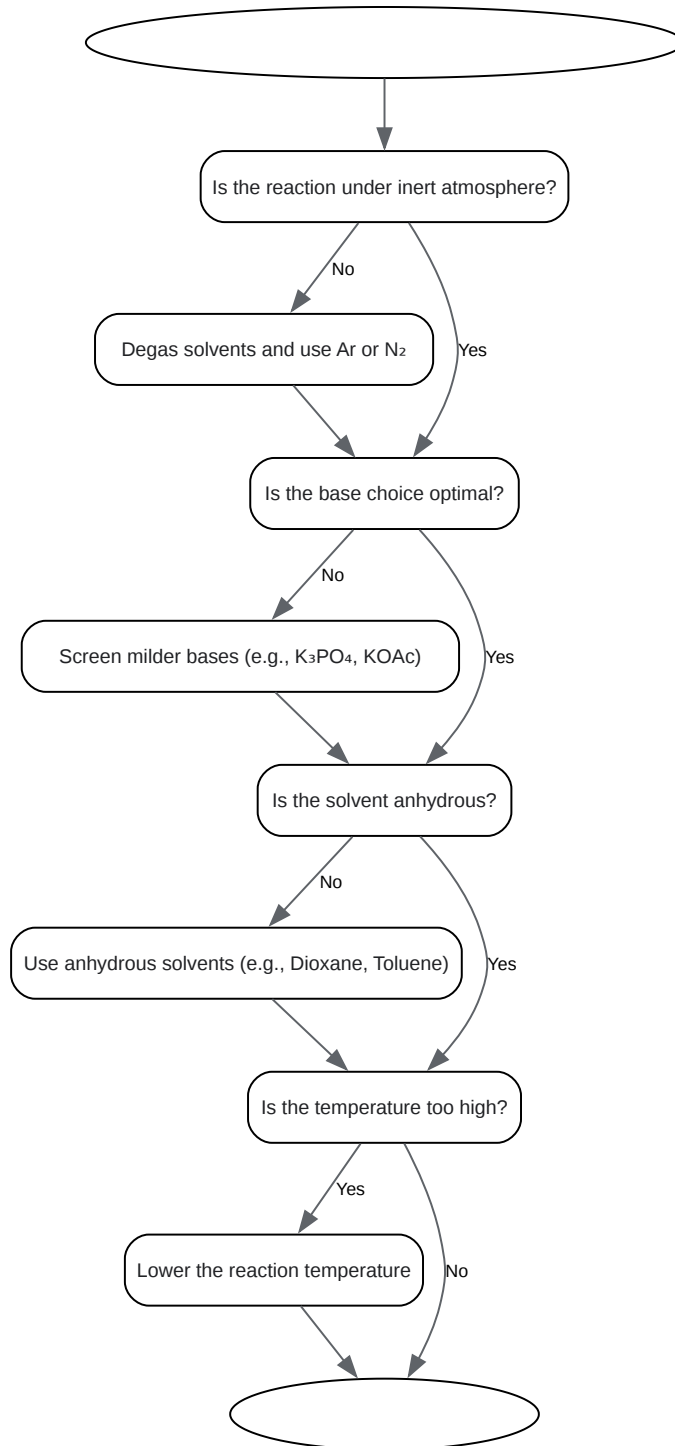 Is the reaction under inert atmosphere?
No
Degas solvents and use Ar or N₂
Yes
Is the base choice optimal?
No
Screen milder bases (e.g., K₃PO₄, KOAc)
Yes
Is the solvent anhydrous?
No
Use anhydrous solvents (e.g., Dioxane, Toluene)
Yes
Is the temperature too high?
Yes
Lower the reaction temperature
No